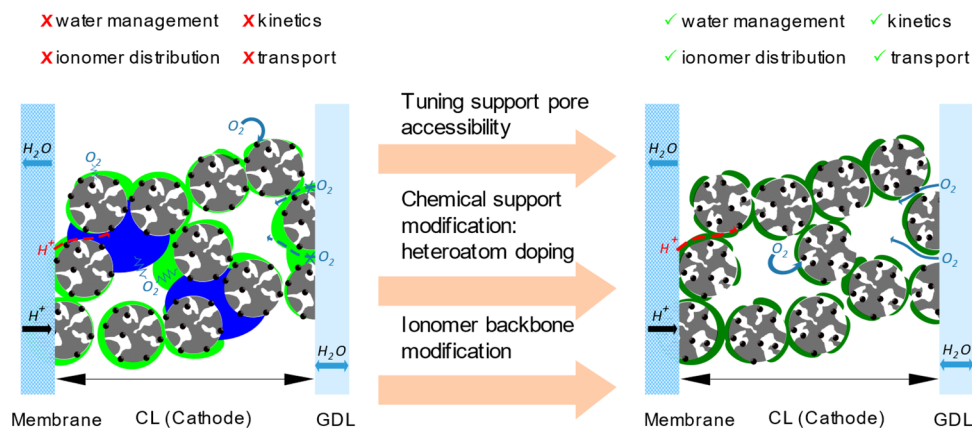 X water management X kinetics
X ionomer distribution X transport
✓ water management ✓ kinetics
✓ ionomer distribution ✓ transport
H₂O
O₂
O₂
O₂
O₂
O₂
H⁺
H⁺
H₂O
Membrane CL (Cathode) GDL
Tuning support pore
accessibility
Chemical support
modification:
heteroatom doping
Ionomer backbone
modification
H₂O
O₂
O₂
O₂
H⁺
H⁺
H₂O
Membrane CL (Cathode) GDL